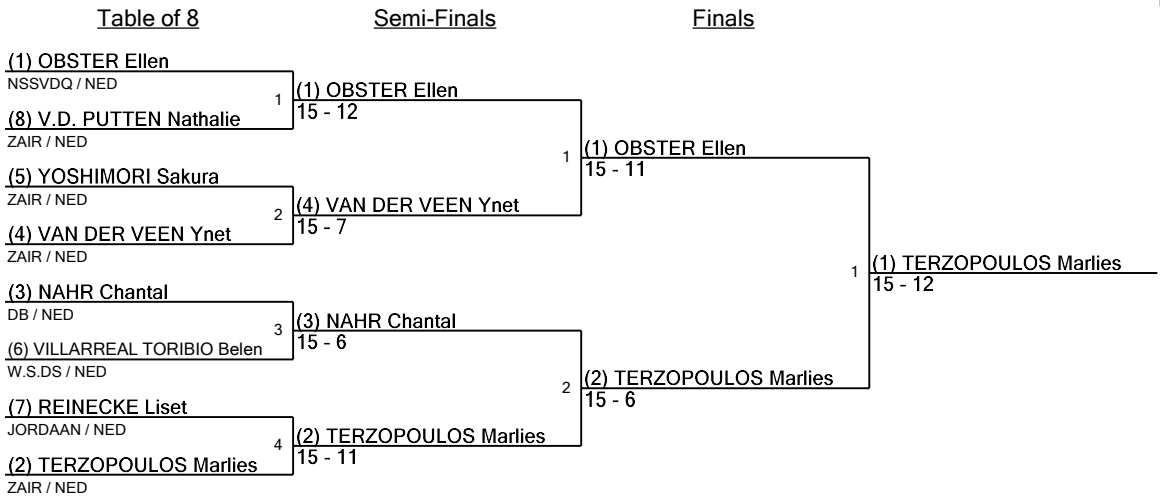 Table of 8
Semi-Finals
Finals
(1) OBSTER Ellen
NSSVDQ / NED
1
(8) V.D. PUTTEN Nathalie
ZAIR / NED
(5) YOSHIMORI Sakura
ZAIR / NED
2
(4) VAN DER VEEN Ynet
ZAIR / NED
(3) NAHR Chantal
DB / NED
3
(6) VILLARREAL TORIBIO Belen
W.S.DS / NED
(7) REINECKE Liset
JORDAAN / NED
4
(2) TERZOPOULOS Marlies
ZAIR / NED
(1) OBSTER Ellen
15 - 12
1
(4) VAN DER VEEN Ynet
15 - 7
(3) NAHR Chantal
15 - 6
2
(2) TERZOPOULOS Marlies
15 - 11
(1) OBSTER Ellen
15 - 11
1
(2) TERZOPOULOS Marlies
15 - 6
(1) TERZOPOULOS Marlies
15 - 12